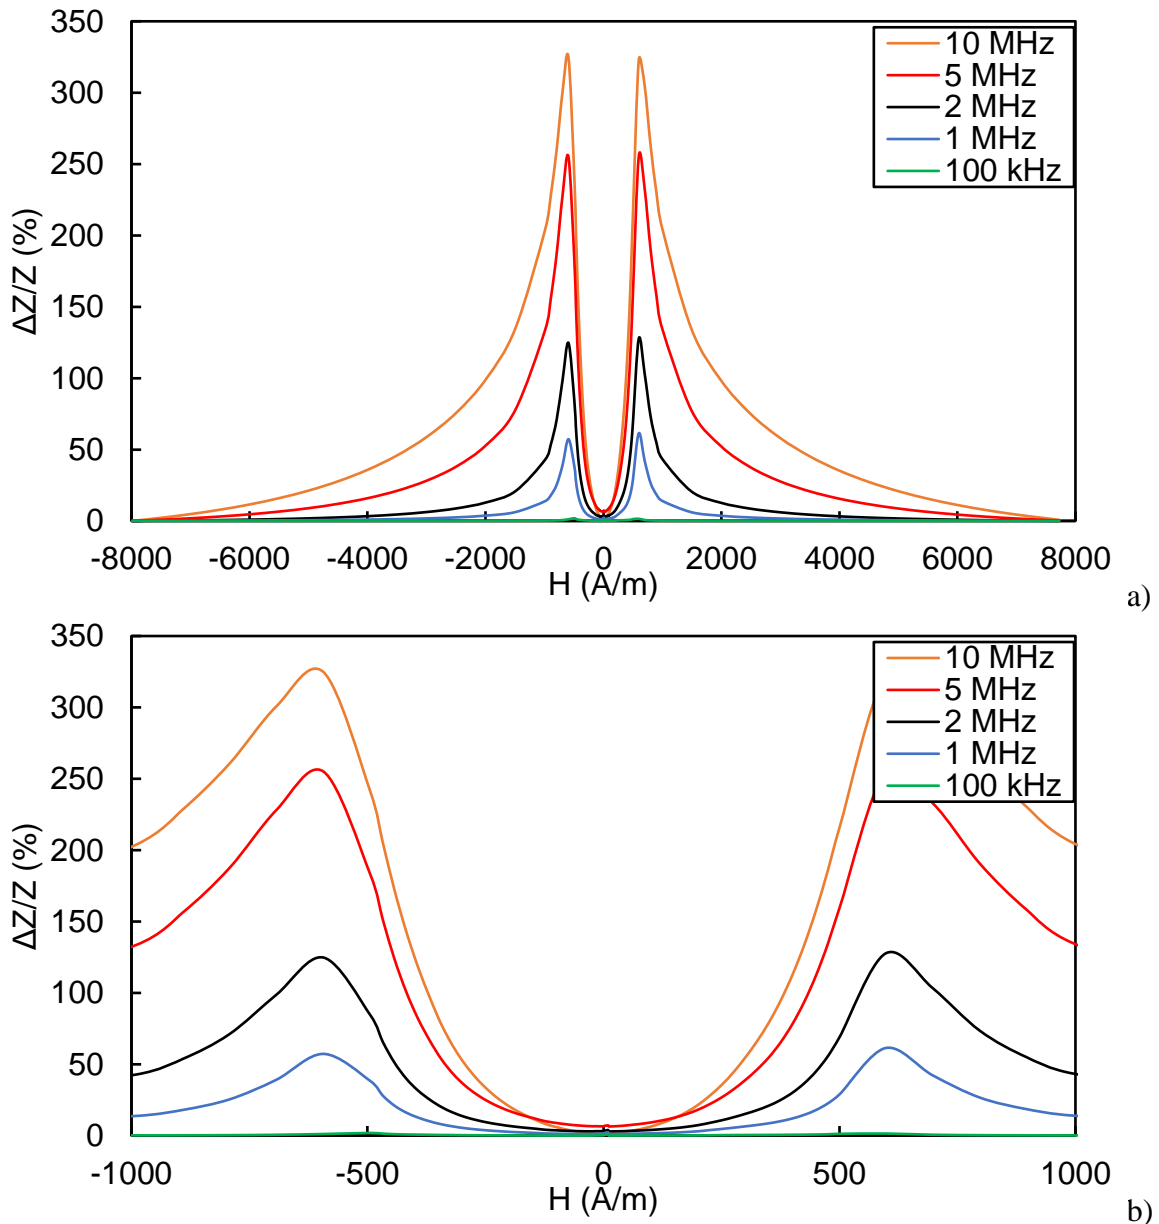 350
300
250
200
150
100
50
0
ΔZ/Z (%)
10 MHz
5 MHz
2 MHz
1 MHz
100 kHz
-8000 -6000 -4000 -2000 0 2000 4000 6000 8000
H (A/m)
a)
350
300
250
200
150
100
50
0
ΔZ/Z (%)
10 MHz
5 MHz
2 MHz
1 MHz
100 kHz
-1000 -500 0 500 1000
H (A/m)
b)